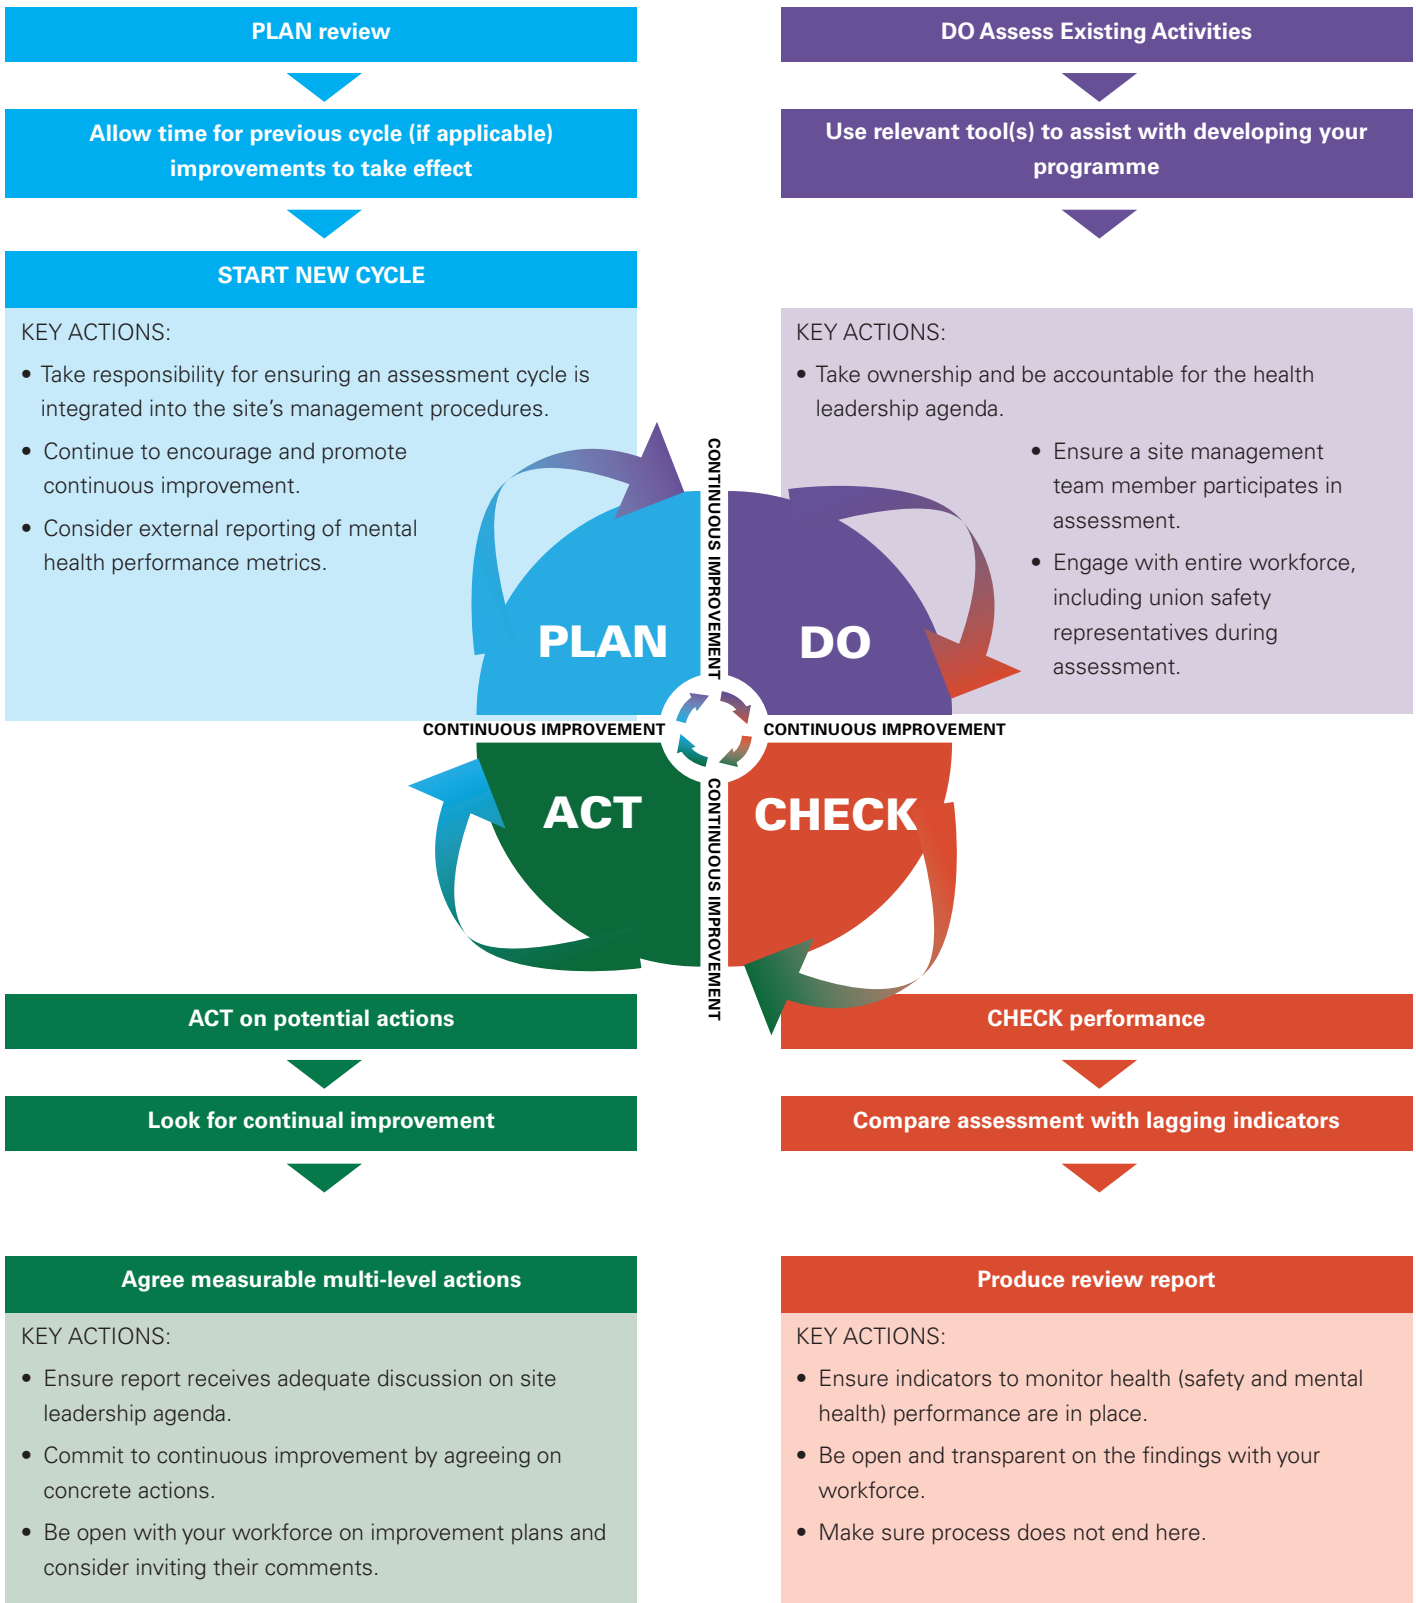 PLAN review
Allow time for previous cycle (if applicable)
improvements to take effect
START NEW CYCLE
KEY ACTIONS:
• Take responsibility for ensuring an assessment cycle is
integrated into the site’s management procedures.
• Continue to encourage and promote
continuous improvement.
• Consider external reporting of mental
health performance metrics.
DO Assess Existing Activities
Use relevant tool(s) to assist with developing your
programme
KEY ACTIONS:
• Take ownership and be accountable for the health
leadership agenda.
• Ensure a site management
team member participates in
assessment.
• Engage with entire workforce,
including union safety
representatives during
assessment.
CONTINUOUS IMPROVEMENT
PLAN
DO
CONTINUOUS IMPROVEMENT
CONTINUOUS IMPROVEMENT
ACT
CHECK
CONTINUOUS IMPROVEMENT
ACT on potential actions
Look for continual improvement
Agree measurable multi-level actions
KEY ACTIONS:
• Ensure report receives adequate discussion on site
leadership agenda.
• Commit to continuous improvement by agreeing on
concrete actions.
• Be open with your workforce on improvement plans and
consider inviting their comments.
CHECK performance
Compare assessment with lagging indicators
Produce review report
KEY ACTIONS:
• Ensure indicators to monitor health (safety and mental
health) performance are in place.
• Be open and transparent on the findings with your
workforce.
• Make sure process does not end here.